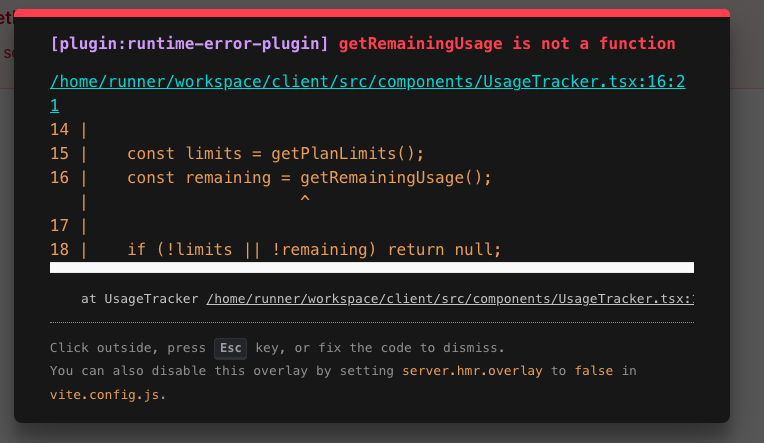 [plugin:runtime-error-plugin] getRemainingUsage is not a function
/home/runner/workspace/client/src/components/UsageTracker.tsx:16:2
1
14 |
15 |    const limits = getPlanLimits();
16 |    const remaining = getRemainingUsage();
   |                      ^
17 |
18 |    if (!limits || !remaining) return null;
at UsageTracker /home/runner/workspace/client/src/components/UsageTracker.tsx:
Click outside, press Esc key, or fix the code to dismiss.
You can also disable this overlay by setting server.hmr.overlay to false in
vite.config.js.